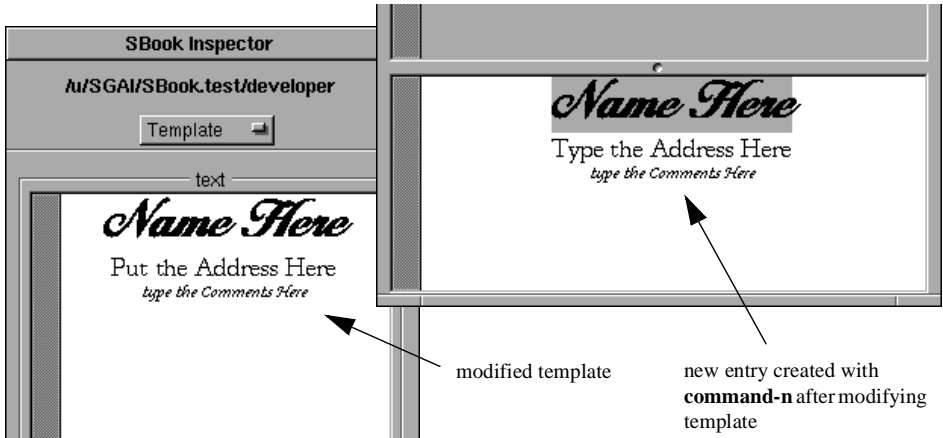 SBook Inspector
/u/SGAI/SBook.test/developer
Template
text
Name Here
Put the Address Here
type the Comments Here
Name Here
Type the Address Here
type the Comments Here
modified template
new entry created with
command-n after modifying
template